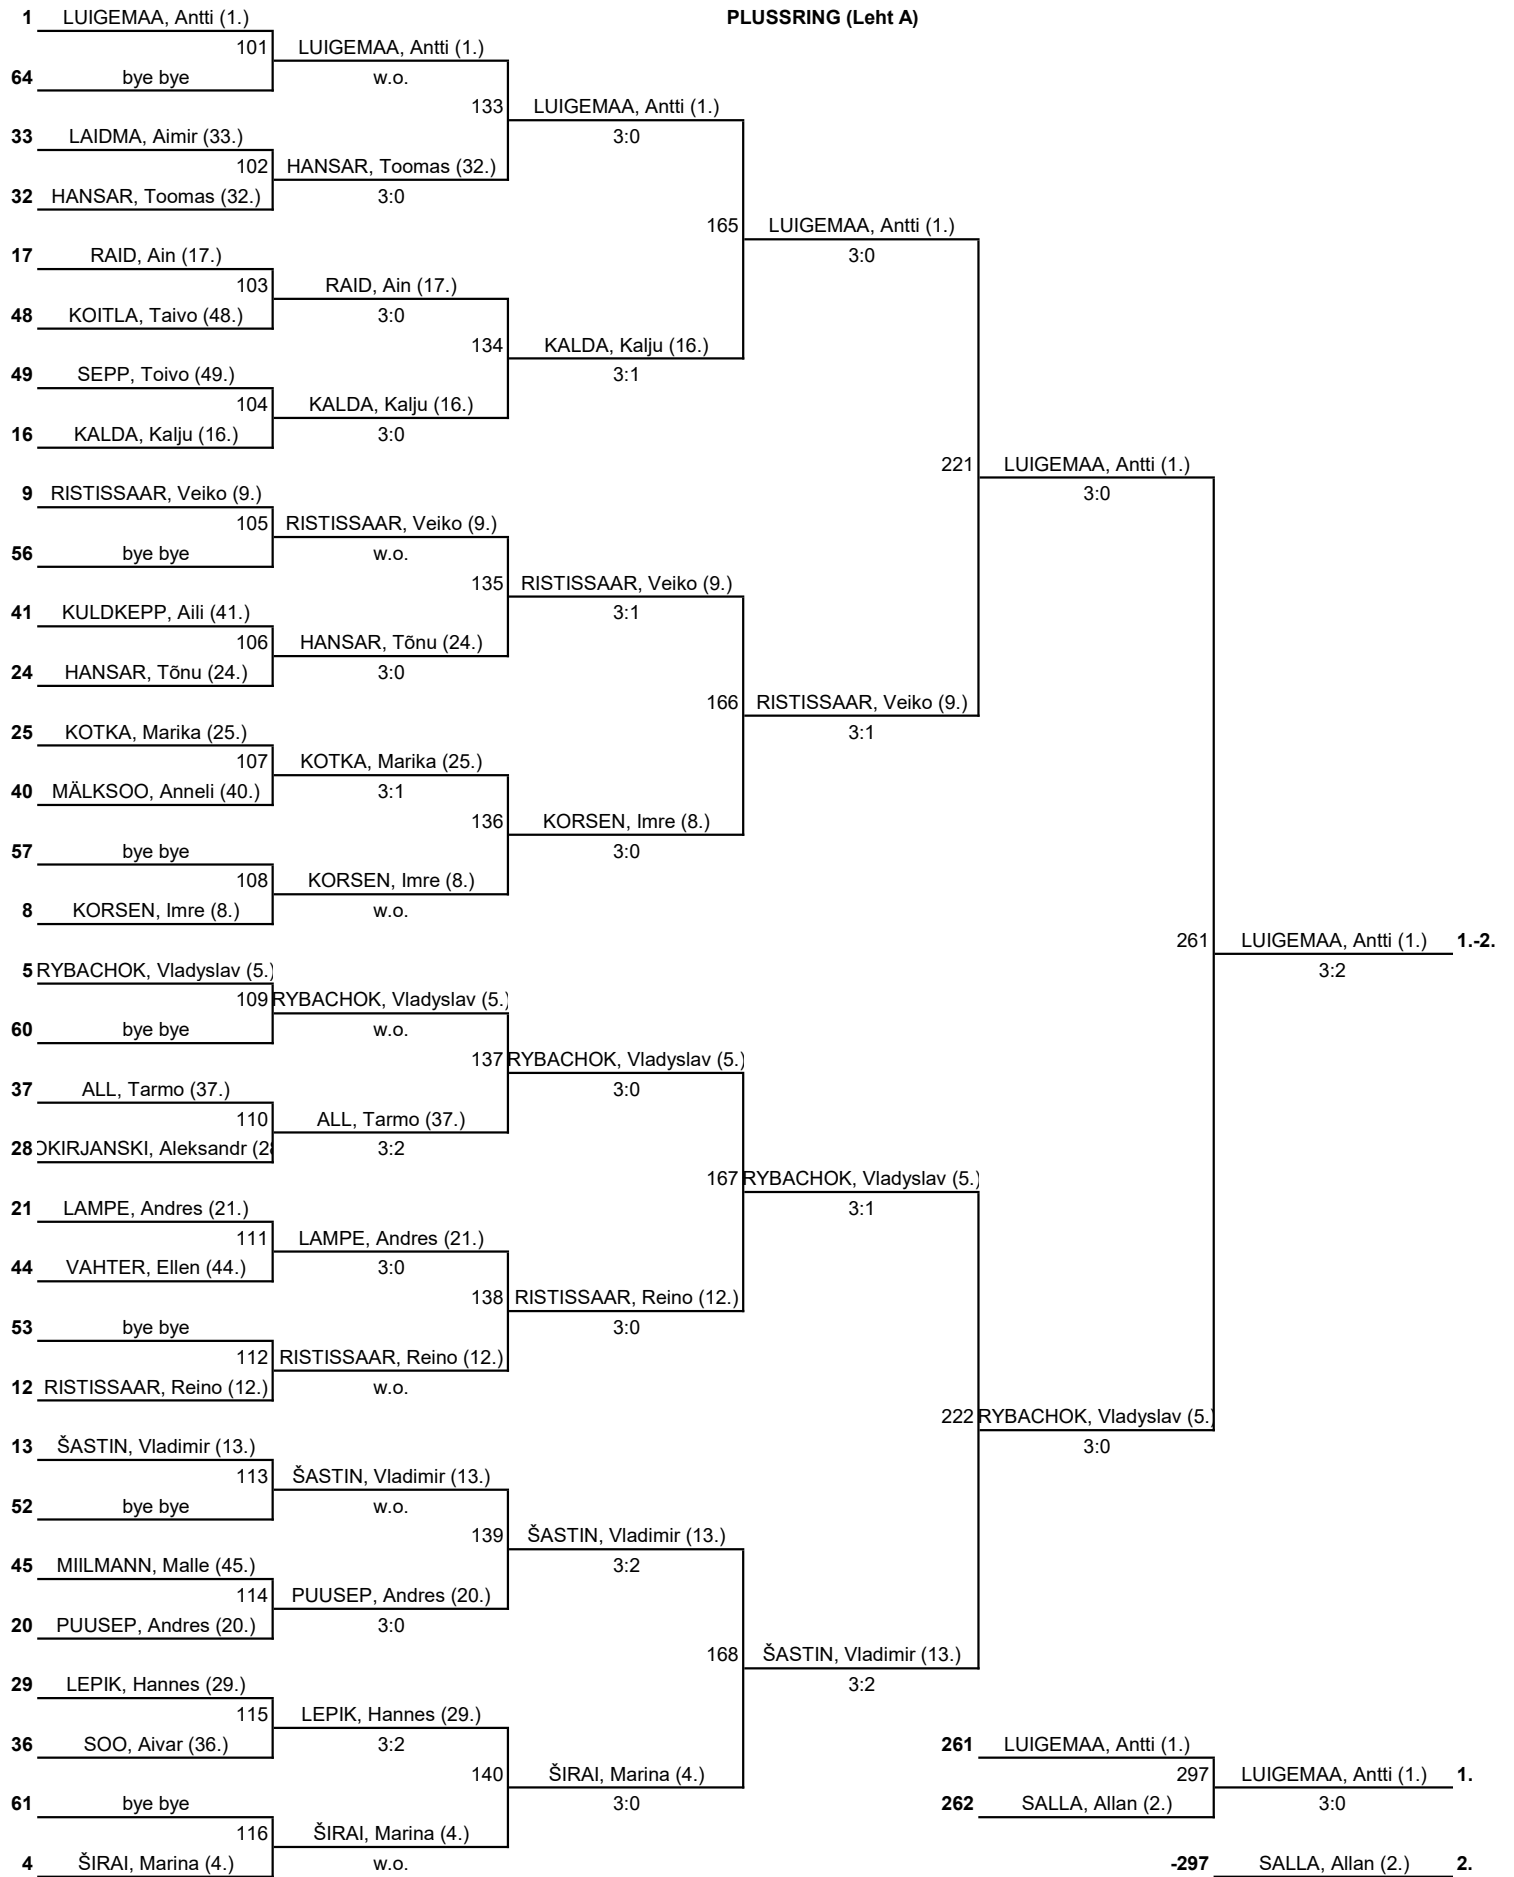 PLUSSRING (Leht A)
1 LUIGEMAA, Antti (1.)
101 LUIGEMAA, Antti (1.)
64 bye bye w.o.
133 LUIGEMAA, Antti (1.)
33 LAIDMA, Aimir (33.) 3:0
102 HANSAR, Toomas (32.)
32 HANSAR, Toomas (32.) 3:0
165 LUIGEMAA, Antti (1.)
17 RAID, Ain (17.) 3:0
103 RAID, Ain (17.)
48 KOITLA, Taivo (48.) 3:0
134 KALDA, Kalju (16.)
49 SEPP, Toivo (49.) 3:1
104 KALDA, Kalju (16.)
16 KALDA, Kalju (16.) 3:0
221 LUIGEMAA, Antti (1.)
9 RISTISSAAR, Veiko (9.) 3:0
105 RISTISSAAR, Veiko (9.)
56 bye bye w.o.
135 RISTISSAAR, Veiko (9.)
41 KULDKEPP, Aili (41.) 3:1
106 HANSAR, Tõnu (24.)
24 HANSAR, Tõnu (24.) 3:0
166 RISTISSAAR, Veiko (9.)
25 KOTKA, Marika (25.) 3:1
107 KOTKA, Marika (25.)
40 MÄLKSOO, Anneli (40.) 3:1
136 KORSEN, Imre (8.)
57 bye bye 3:0
108 KORSEN, Imre (8.)
8 KORSEN, Imre (8.) w.o.
261 LUIGEMAA, Antti (1.) 1.-2.
5 RYBACHOK, Vladyslav (5.) 3:2
109 RYBACHOK, Vladyslav (5.)
60 bye bye w.o.
137 RYBACHOK, Vladyslav (5.)
37 ALL, Tarmo (37.) 3:0
110 ALL, Tarmo (37.)
28 OKIRJANSKI, Aleksandr (28 3:2
167 RYBACHOK, Vladyslav (5.)
21 LAMPE, Andres (21.) 3:1
111 LAMPE, Andres (21.)
44 VAHTER, Ellen (44.) 3:0
138 RISTISSAAR, Reino (12.)
53 bye bye 3:0
112 RISTISSAAR, Reino (12.)
12 RISTISSAAR, Reino (12.) w.o.
222 RYBACHOK, Vladyslav (5.)
13 ŠASTIN, Vladimir (13.) 3:0
113 ŠASTIN, Vladimir (13.)
52 bye bye w.o.
139 ŠASTIN, Vladimir (13.)
45 MIILMANN, Malle (45.) 3:2
114 PUUSEP, Andres (20.)
20 PUUSEP, Andres (20.) 3:0
168 ŠASTIN, Vladimir (13.)
29 LEPIK, Hannes (29.) 3:2
115 LEPIK, Hannes (29.)
36 SOO, Aivar (36.) 3:2 261 LUIGEMAA, Antti (1.)
140 ŠIRAI, Marina (4.) 297 LUIGEMAA, Antti (1.) 1.
61 bye bye 3:0 262 SALLA, Allan (2.) 3:0
116 ŠIRAI, Marina (4.)
4 ŠIRAI, Marina (4.) w.o. -297 SALLA, Allan (2.) 2.